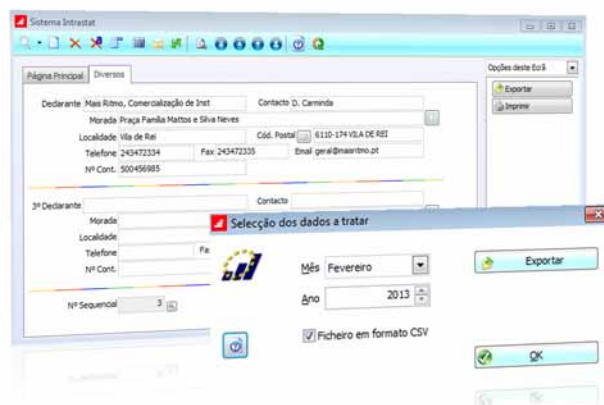 Sistema Intrastat
Página Principal Diversos
Opções deste Ecrã
Exportar
Imprimir
Declarante Mais Ritmo, Comercialização de Inst Contacto D. Carminda
Morada Praça Família Mattos e Silva Neves
Localidade Vila de Rei Cód. Postal 6110-174 VILA DE REI
Telefone 243472334 Fax 243472335 Email geral@maisritmo.pt
Nº Cont. 500456985
3º Declarante Contacto
Morada
Localidade
Telefone Fa
Nº Cont.
Nº Sequencial 3
Selecção dos dados a tratar
Mês Fevereiro
Exportar
Ano 2013
Ficheiro em formato CSV
OK